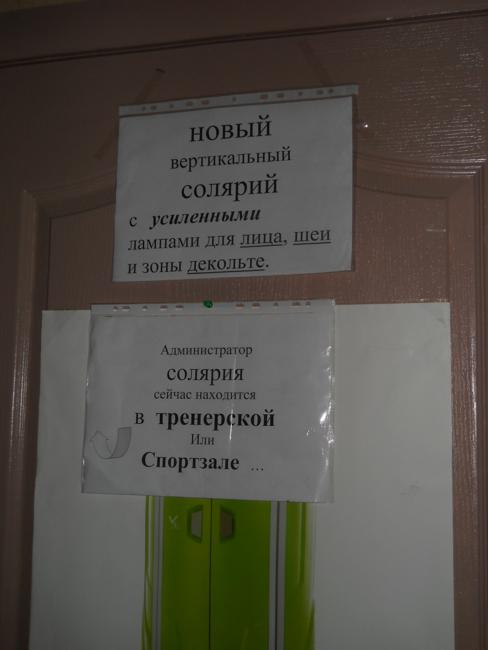 новый
вертикальный
солярий
с усиленными
лампами для лица, шеи
и зоны декольте.
Администратор
солярия
сейчас находится
в тренерской
Или
Спортзале ...